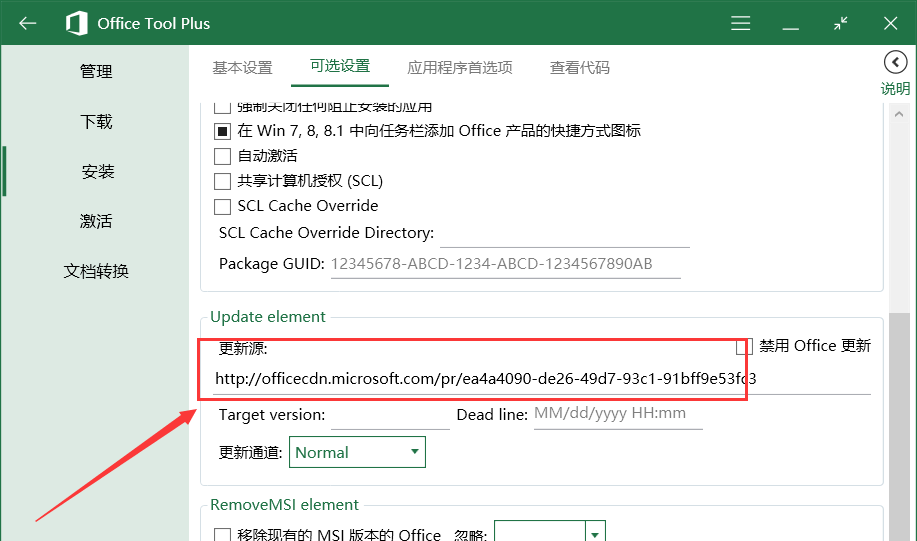 Office Tool Plus
管理
下载
安装
激活
文档转换
基本设置 可选设置 应用程序首选项 查看代码
说明
强制关闭任何阻止安装的应用
在 Win 7, 8, 8.1 中向任务栏添加 Office 产品的快捷方式图标
自动激活
共享计算机授权 (SCL)
SCL Cache Override
SCL Cache Override Directory:
Package GUID: 12345678-ABCD-1234-ABCD-1234567890AB
Update element
更新源: 禁用 Office 更新
http://officecdn.microsoft.com/pr/ea4a4090-de26-49d7-93c1-91bff9e53fc3
Target version: Dead line: MM/dd/yyyy HH:mm
更新通道: Normal
RemoveMSI element
移除现有的 MSI 版本的 Office 忽略: